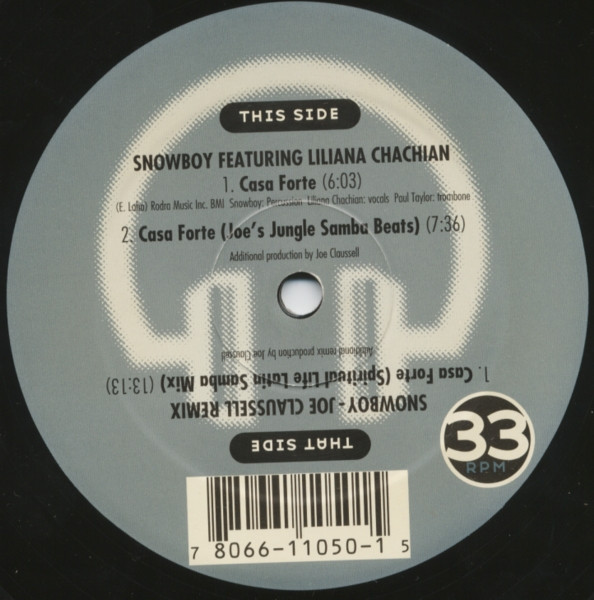 THIS SIDE
SNOWBOY FEATURING LILIANA CHACHIAN
1. Casa Forte (6:03)
(E. Lobo) Rodra Music Inc. BMI Snowboy: Percussion Liliana Chachian: vocals Paul Taylor: trombone
2. Casa Forte (Joe's Jungle Samba Beats) (7:36)
Additional production by Joe Claussell
THAT SIDE
SNOWBOY - JOE CLAUSSELL REMIX
1. Casa Forte (Spiritual Life Latin Samba Mix) (13:13)
Additional remix production by Joe Claussell
33
RPM
7 8066-11050-1 5